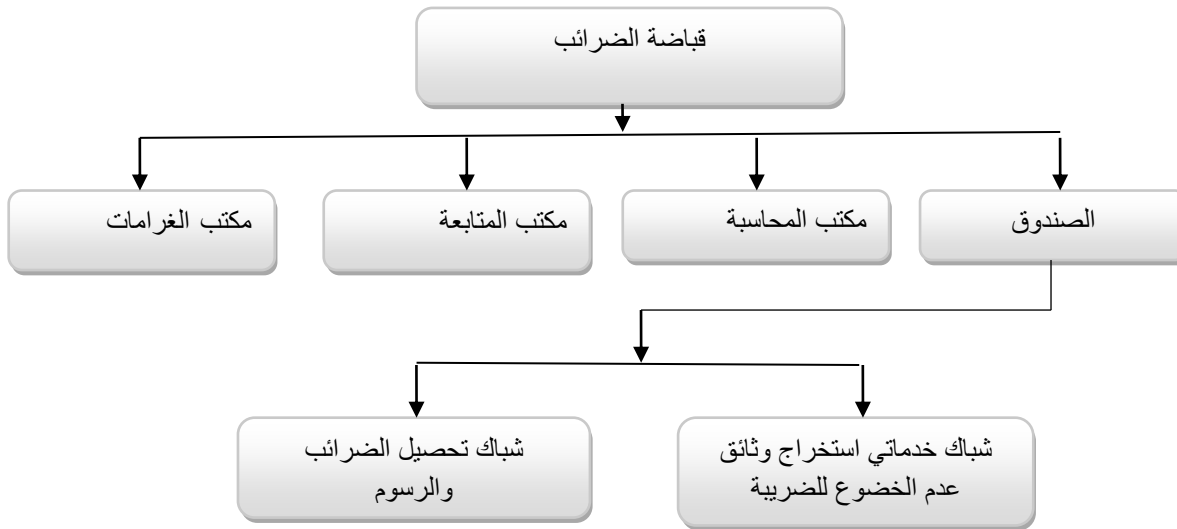 قباضة الضرائب
الصندوق
مكتب المحاسبة
مكتب المتابعة
مكتب الغرامات
شباك خدماتي استخراج وثائق
عدم الخضوع للضريبة
شباك تحصيل الضرائب
والرسوم